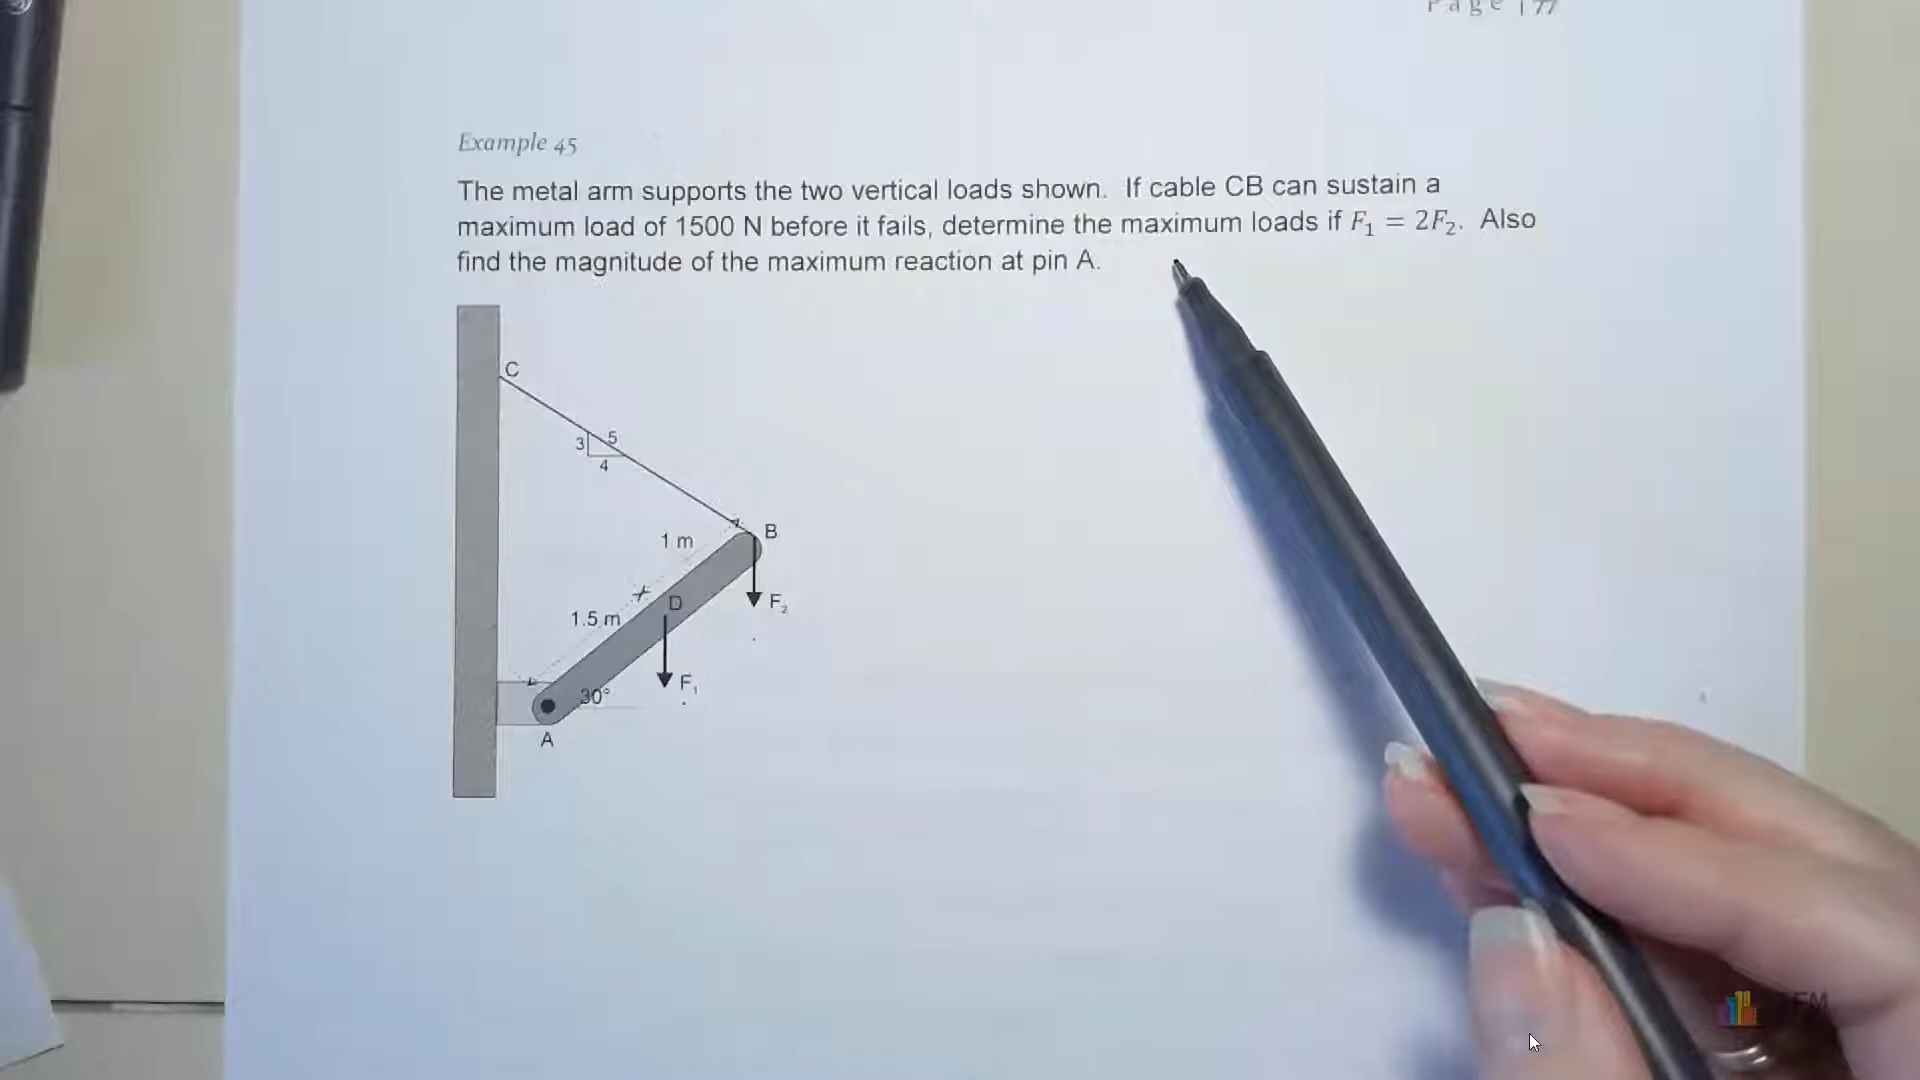 Page | 77
Example 45
The metal arm supports the two vertical loads shown. If cable CB can sustain a
maximum load of 1500 N before it fails, determine the maximum loads if F₁ = 2F₂. Also
find the magnitude of the maximum reaction at pin A.
C
3 5
4
B
1 m
D
F₂
1.5 m
F₁
30°
A